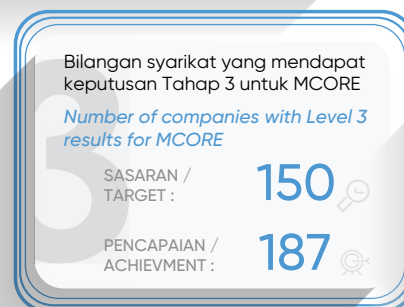 3
Bilangan syarikat yang mendapat
keputusan Tahap 3 untuk MCORE
Number of companies with Level 3
results for MCORE
SASARAN /
TARGET :
150
PENCAPAIAN /
ACHIEVMENT :
187